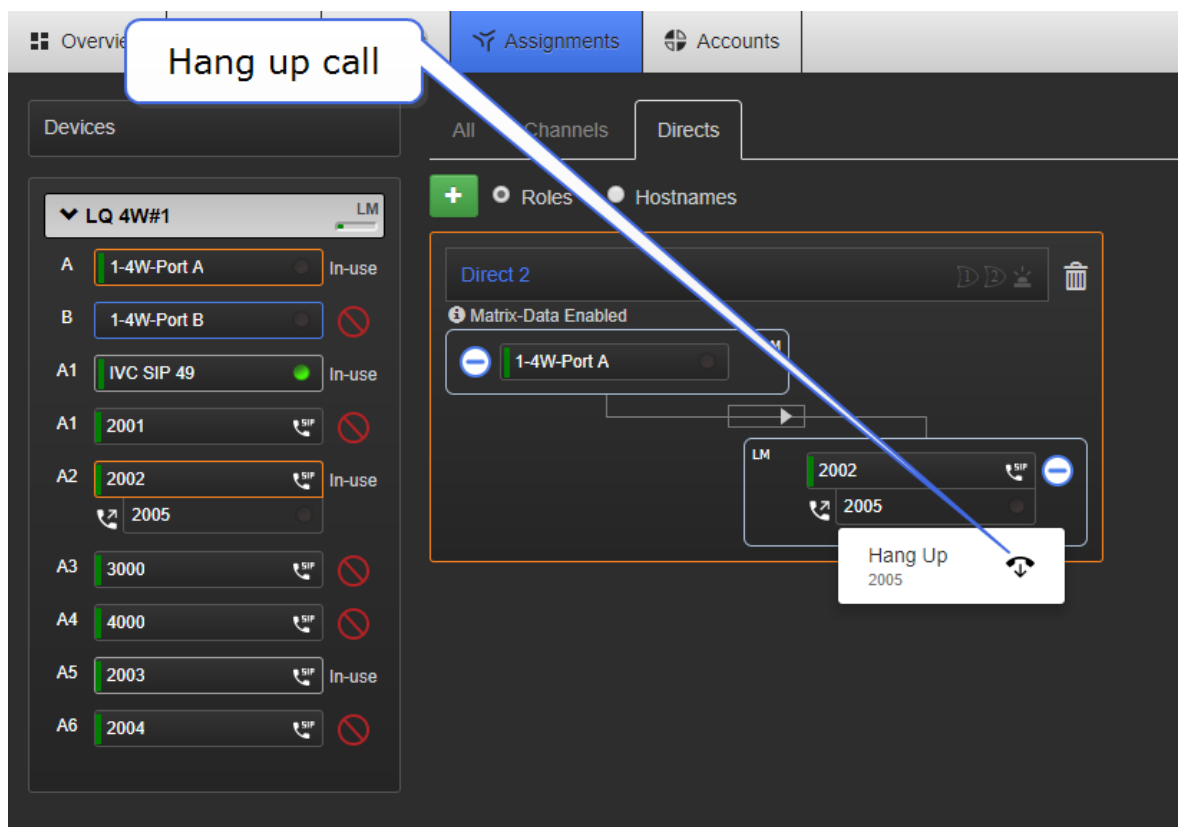 Overvie
Assignments
Accounts
Hang up call
Devices
All
Channels
Directs
Roles
Hostnames
LQ 4W#1
LM
A
1-4W-Port A
In-use
B
1-4W-Port B
A1
IVC SIP 49
In-use
A1
2001
SIP
A2
2002
SIP
In-use
2005
A3
3000
SIP
A4
4000
SIP
A5
2003
SIP
In-use
A6
2004
SIP
Direct 2
1
2
Matrix-Data Enabled
1-4W-Port A
M
LM
2002
SIP
2005
Hang Up
2005